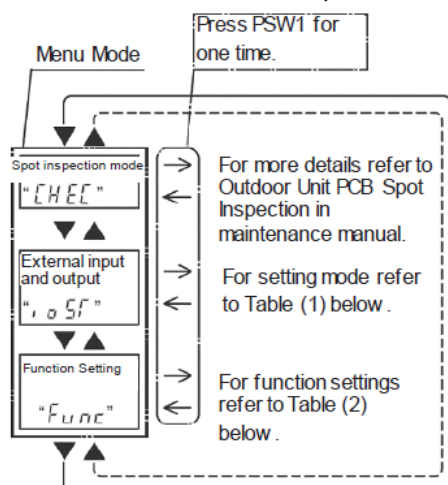 Press PSW1 for
one time.
Menu Mode
Spot inspection mode
"CHEC"
For more details refer to
Outdoor Unit PCB Spot
Inspection in
maintenance manual.
External input
and output
"ioSΓ"
For setting mode refer
to Table (1) below.
Function Setting
"Func"
For function settings
refer to Table (2)
below.